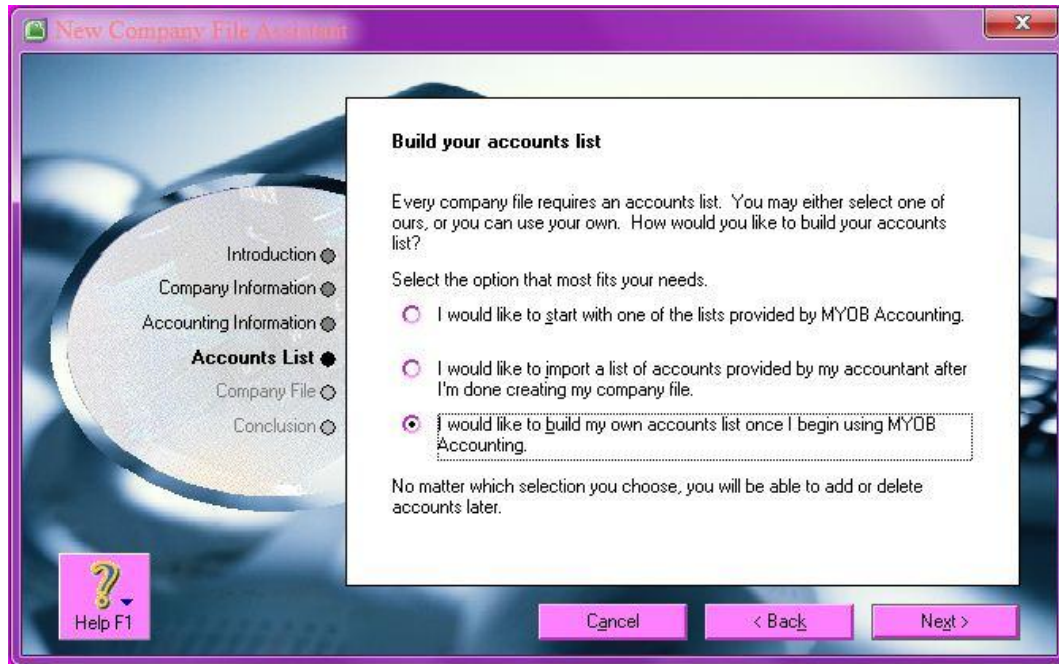 New Company File Assistant
Build your accounts list
Every company file requires an accounts list. You may either select one of
ours, or you can use your own. How would you like to build your accounts
list?
Select the option that most fits your needs.
I would like to start with one of the lists provided by MYOB Accounting.
I would like to import a list of accounts provided by my accountant after
I'm done creating my company file.
I would like to build my own accounts list once I begin using MYOB
Accounting.
No matter which selection you choose, you will be able to add or delete
accounts later.
Introduction
Company Information
Accounting Information
Accounts List
Company File
Conclusion
Help F1
Cancel
< Back
Next >